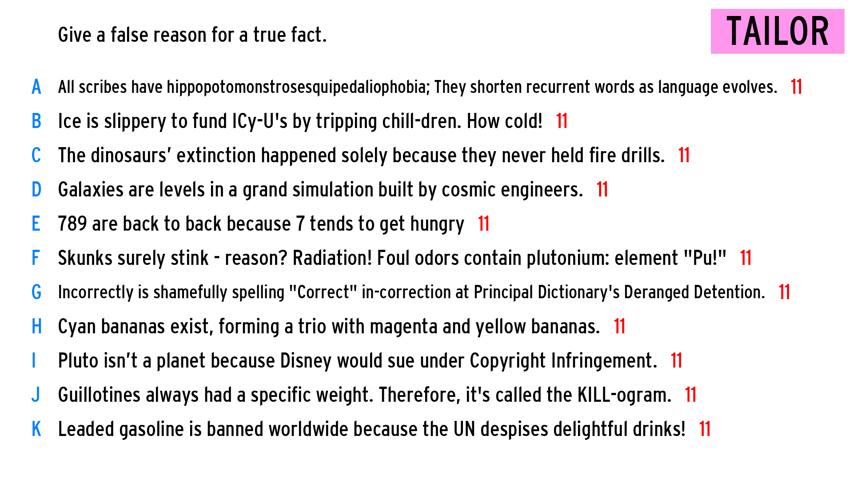 Give a false reason for a true fact.
TAILOR
A All scribes have hippopotomonstrosesquipedaliophobia; They shorten recurrent words as language evolves. 11
B Ice is slippery to fund ICy-U's by tripping chill-dren. How cold! 11
C The dinosaurs’ extinction happened solely because they never held fire drills. 11
D Galaxies are levels in a grand simulation built by cosmic engineers. 11
E 789 are back to back because 7 tends to get hungry 11
F Skunks surely stink - reason? Radiation! Foul odors contain plutonium: element "Pu!" 11
G Incorrectly is shamefully spelling "Correct" in-correction at Principal Dictionary's Deranged Detention. 11
H Cyan bananas exist, forming a trio with magenta and yellow bananas. 11
I Pluto isn’t a planet because Disney would sue under Copyright Infringement. 11
J Guillotines always had a specific weight. Therefore, it's called the KILL-ogram. 11
K Leaded gasoline is banned worldwide because the UN despises delightful drinks! 11